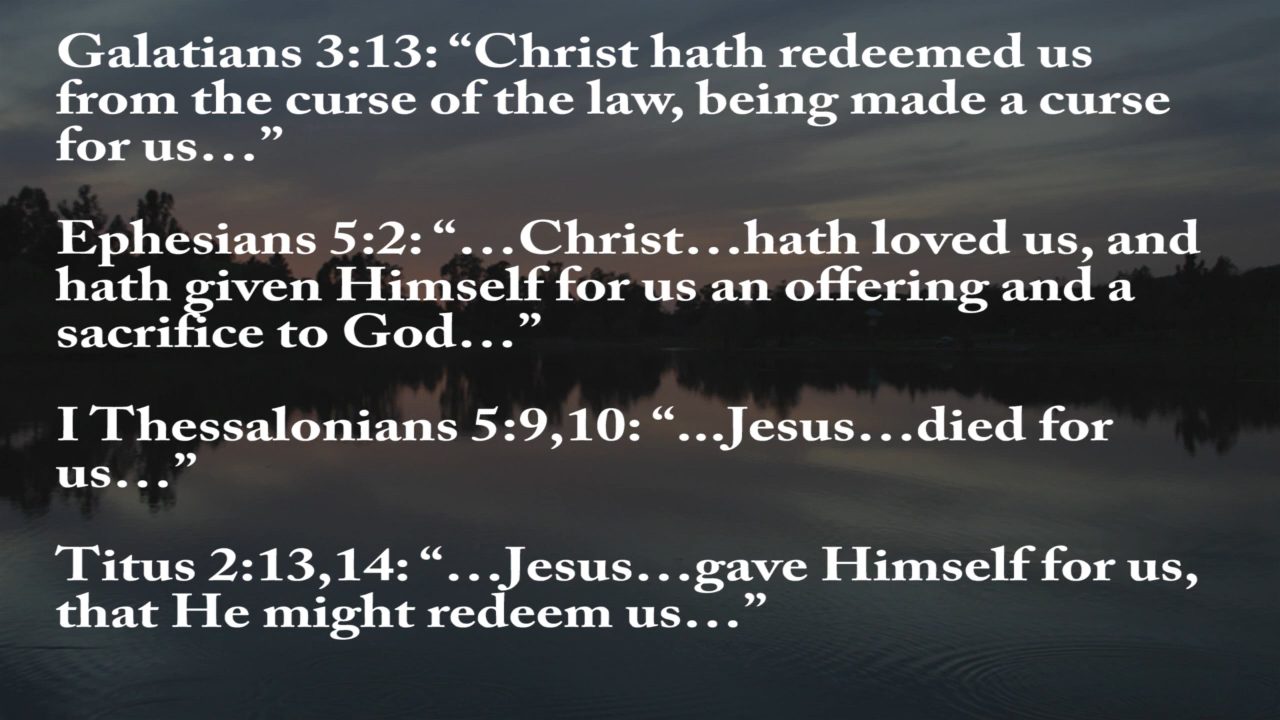 Galatians 3:13: “Christ hath redeemed us
from the curse of the law, being made a curse
for us…”
Ephesians 5:2: “…Christ…hath loved us, and
hath given Himself for us an offering and a
sacrifice to God…”
I Thessalonians 5:9,10: “...Jesus…died for
us…”
Titus 2:13,14: “…Jesus…gave Himself for us,
that He might redeem us…”